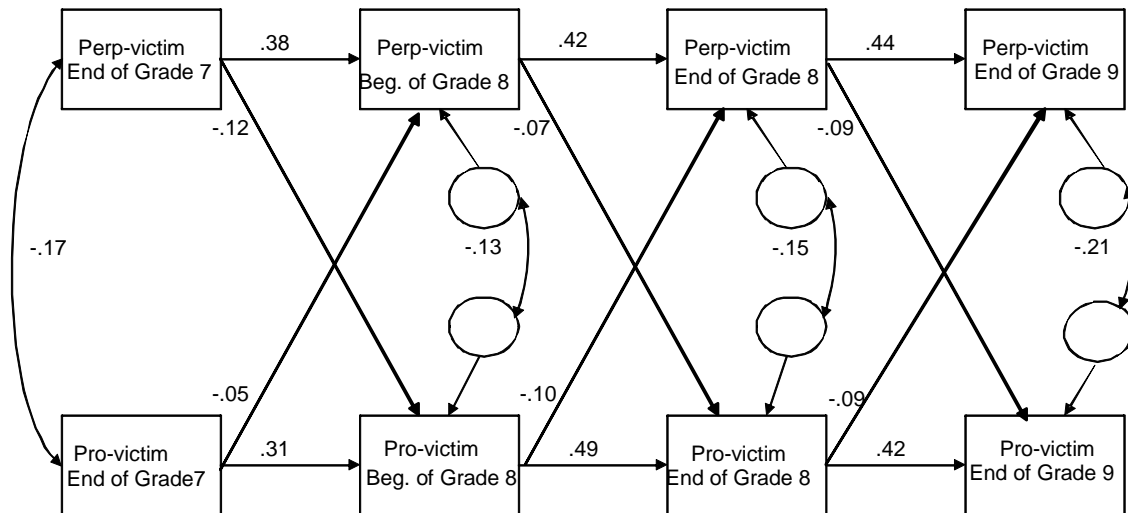 Perp-victim
End of Grade 7
.38
Perp-victim
Beg. of Grade 8
.42
Perp-victim
End of Grade 8
.44
Perp-victim
End of Grade 9
-.12
-.07
-.09
-.17
-.13
-.15
-.21
-.05
-.10
-.09
Pro-victim
End of Grade7
.31
Pro-victim
Beg. of Grade 8
.49
Pro-victim
End of Grade 8
.42
Pro-victim
End of Grade 9